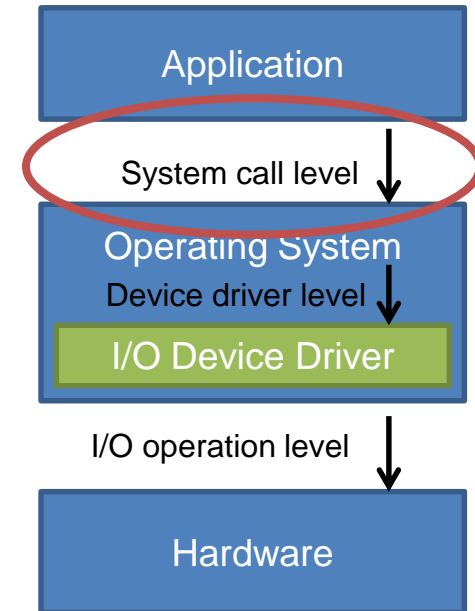 Application
System call level
Operating System
Device driver level
I/O Device Driver
I/O operation level
Hardware